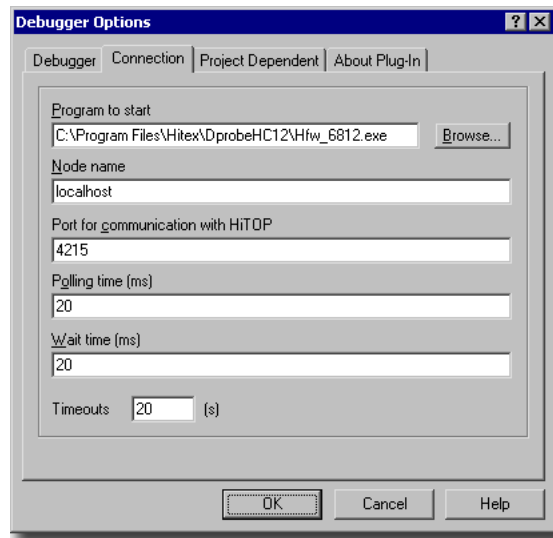 Debugger Options
Debugger Connection Project Dependent About Plug-In
Program to start
C:\Program Files\Hitex\DprobeHC12\Hfw_6812.exe Browse...
Node name
localhost
Port for communication with HiTOP
4215
Polling time (ms)
20
Wait time (ms)
20
Timeouts 20 (s)
OK Cancel Help